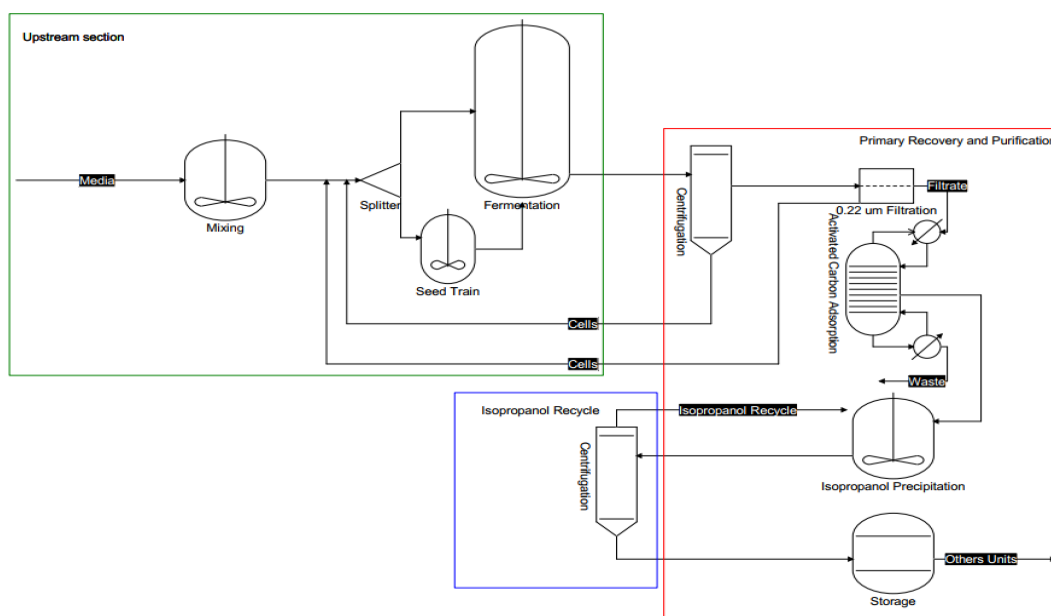 Upstream section
Media
Mixing
Splitter
Fermentation
Seed Train
Cells
Cells
Primary Recovery and Purification
Centrifugation
Filtrate
0.22 um Filtration
Activated Carbon Adsorption
Waste
Isopropanol Recycle
Isopropanol Recycle
Centrifugation
Isopropanol Precipitation
Others Units
Storage